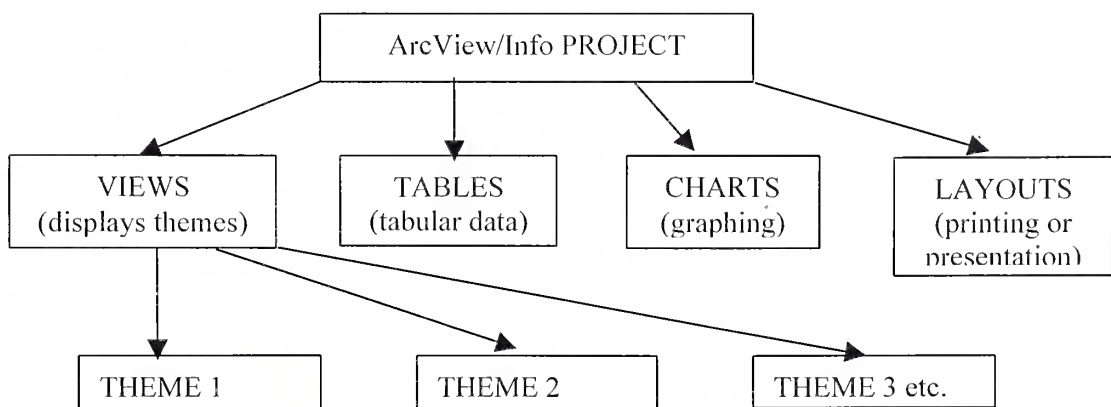 ArcView/Info PROJECT
VIEWS
(displays themes)
TABLES
(tabular data)
CHARTS
(graphing)
LAYOUTS
(printing or
presentation)
THEME 1
THEME 2
THEME 3 etc.